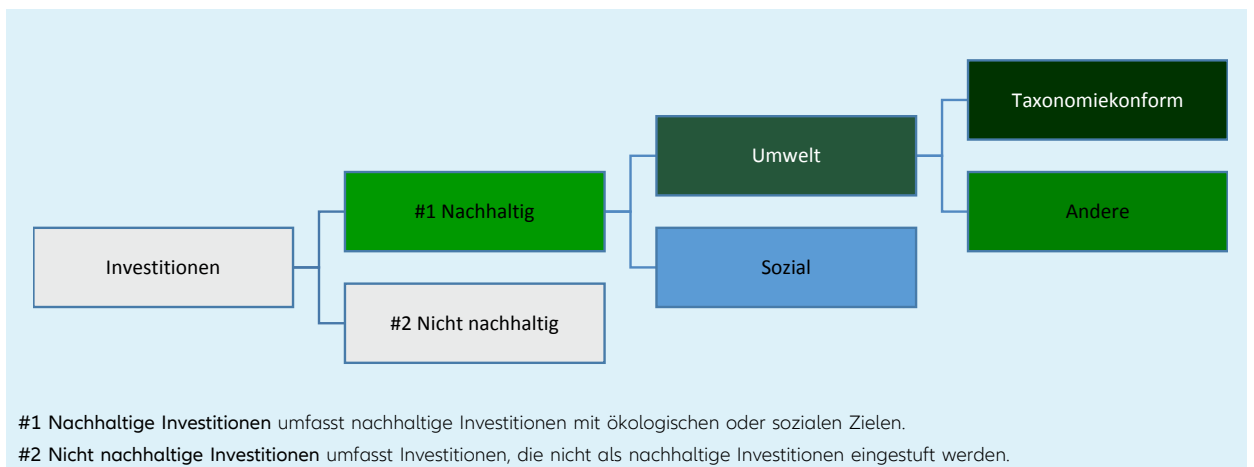 Taxonomiekonform
Umwelt
#1 Nachhaltig
Andere
Investitionen
Sozial
#2 Nicht nachhaltig
#1 Nachhaltige Investitionen umfasst nachhaltige Investitionen mit ökologischen oder sozialen Zielen.
#2 Nicht nachhaltige Investitionen umfasst Investitionen, die nicht als nachhaltige Investitionen eingestuft werden.